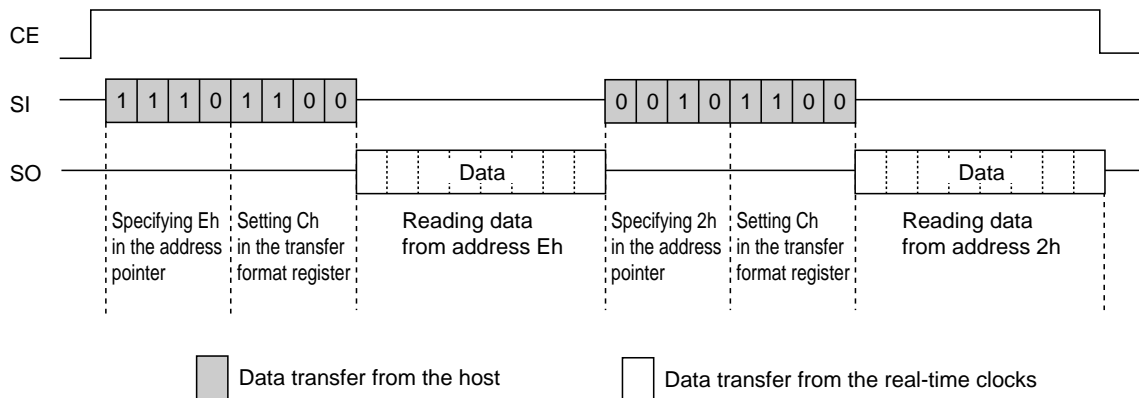 CE
SI
1 1 1 0 1 1 0 0
0 0 1 0 1 1 0 0
SO
Data
Data
Specifying Eh
in the address
pointer
Setting Ch
in the transfer
format register
Reading data
from address Eh
Specifying 2h
in the address
pointer
Setting Ch
in the transfer
format register
Reading data
from address 2h
Data transfer from the host
Data transfer from the real-time clocks